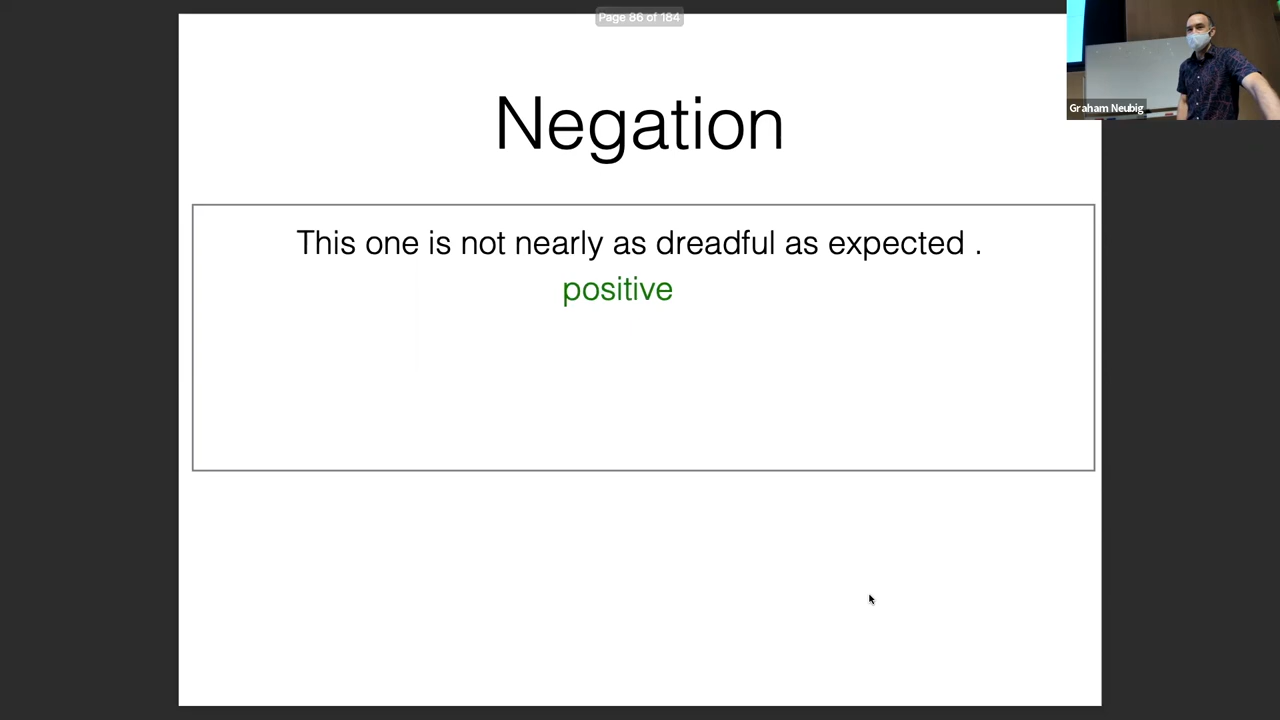 Page 86 of 184
Graham Neubig
Negation
This one is not nearly as dreadful as expected .
positive